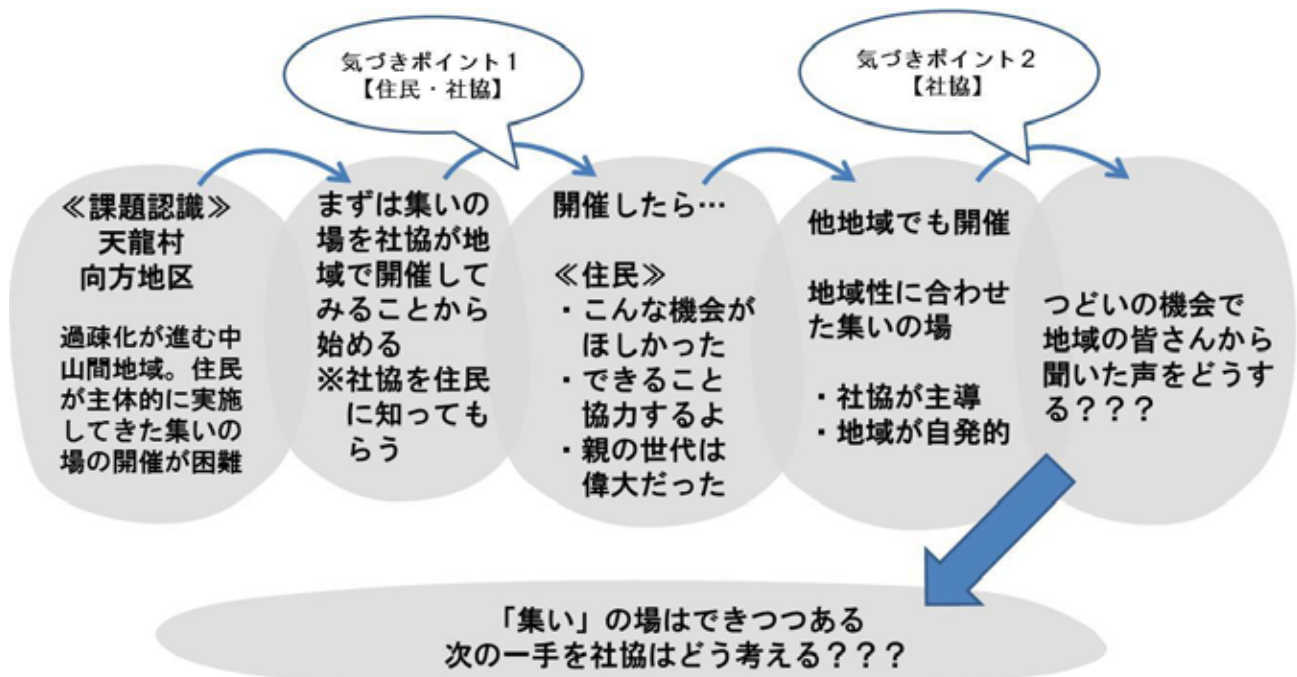 気づきポイント1
【住民・社協】
気づきポイント2
【社協】
≪課題認識≫
天龍村
向方地区
過疎化が進む中
山間地域。住民
が主体的に実施
してきた集いの
場の開催が困難
まずは集いの
場を社協が地
域で開催して
みることから
始める
※社協を住民
に知っても
らう
開催したら…
≪住民≫
・こんな機会が
ほしかった
・できること
協力するよ
・親の世代は
偉大だった
他地域でも開催
地域性に合わせ
た集いの場
・社協が主導
・地域が自発的
つどいの機会で
地域の皆さんから
聞いた声をどうす
る？？？
「集い」の場はできつつある
次の一手を社協はどう考える？？？